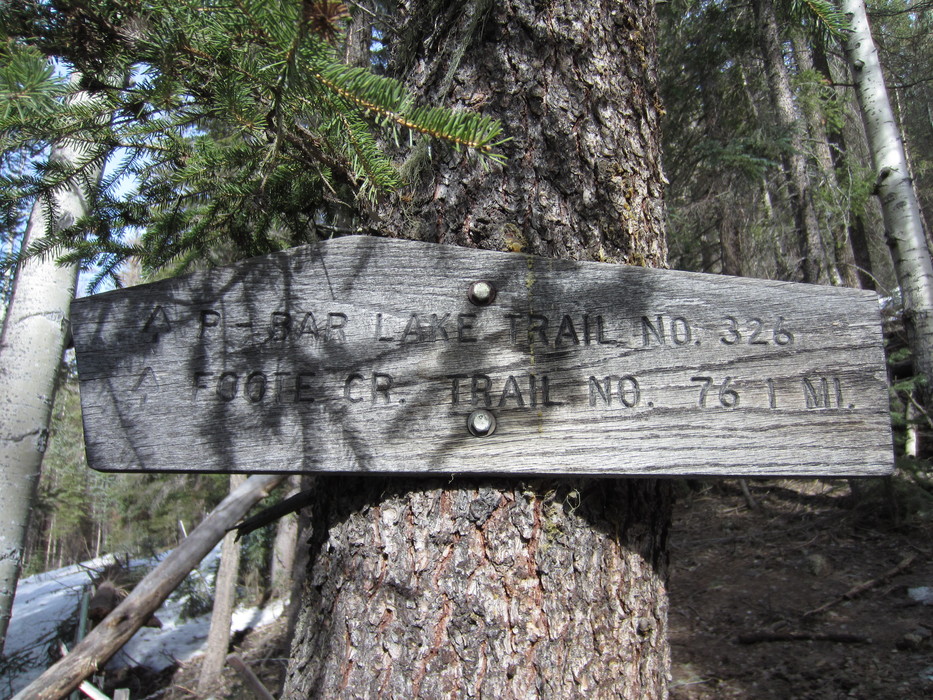 ^ P-BAR LAKE TRAIL NO. 326
^ FOOTE CR. TRAIL NO. 76 1 MI.